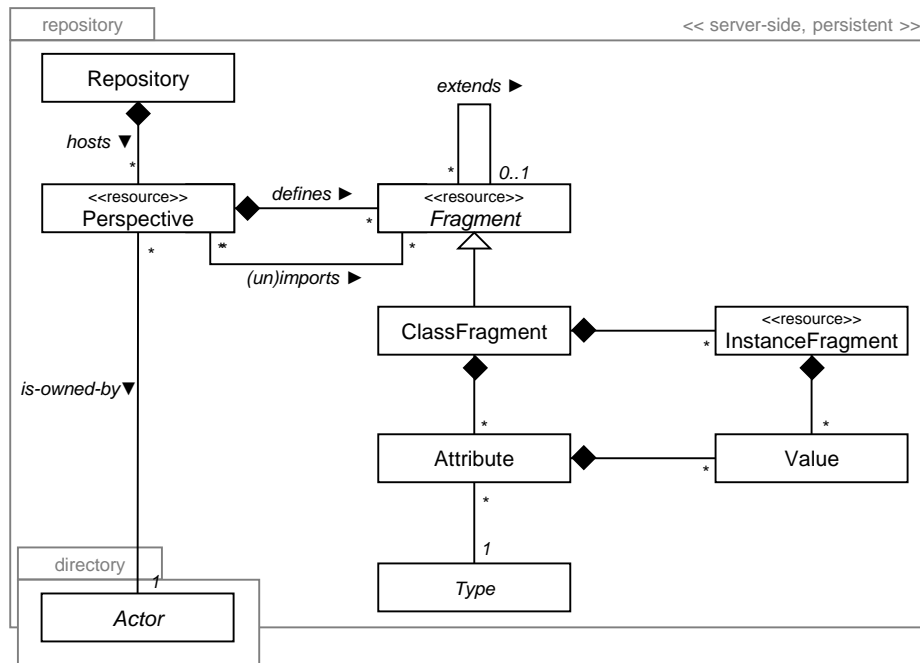 repository
<< server-side, persistent >>
Repository
extends ►
hosts ▼
*
*
0..1
<<resource>>
Perspective
defines ►
*
<<resource>>
Fragment
*
**
*
(un)imports ►
ClassFragment
*
<<resource>>
InstanceFragment
is-owned-by▼
*
*
Attribute
*
Value
*
directory
1
1
Actor
Type